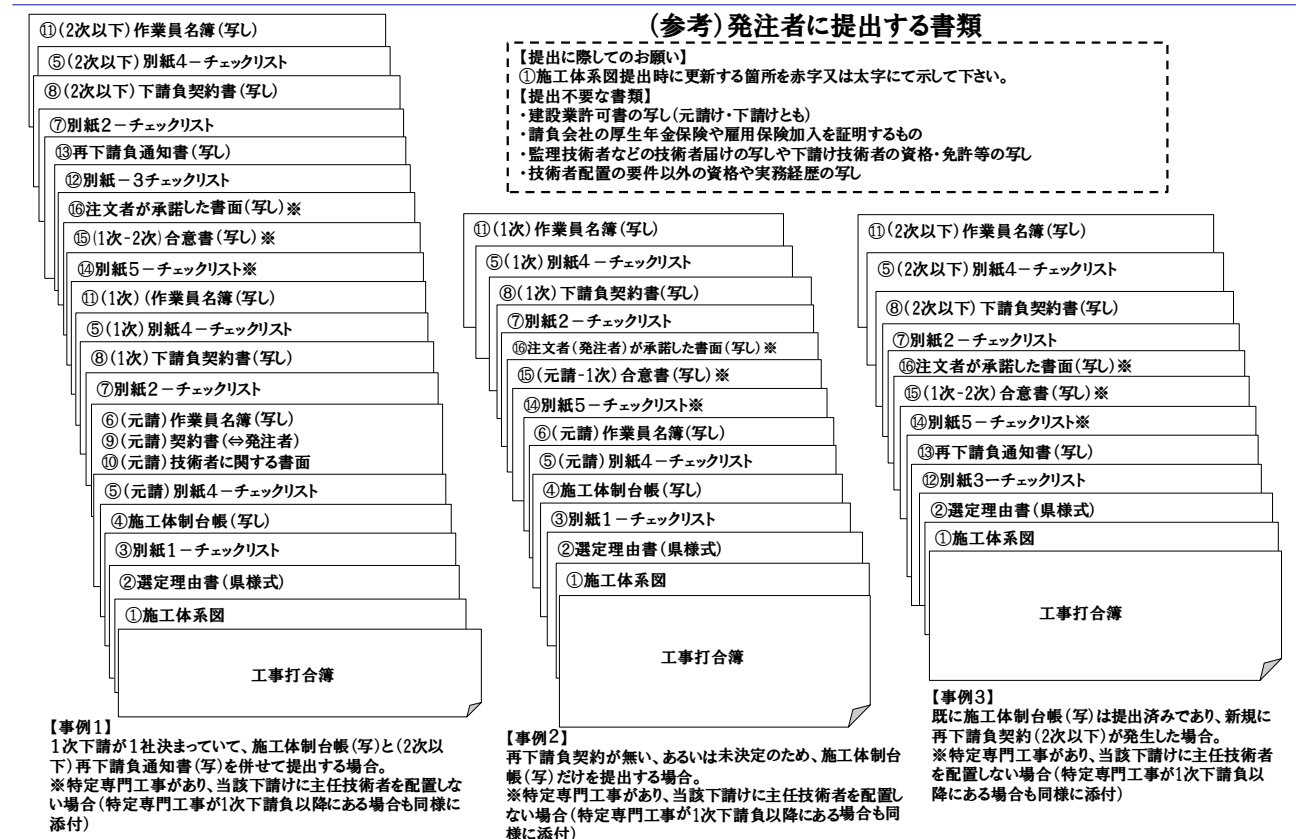 (参考)発注者に提出する書類
【提出に際してのお願い】
①施工体系図提出時に更新する箇所を赤字又は太字にて示して下さい。
【提出不要な書類】
・建設業許可書の写し(元請け・下請けとも)
・請負会社の厚生年金保険や雇用保険加入を証明するもの
・監理技術者などの技術者届けの写しや下請け技術者の資格・免許等の写し
・技術者配置の要件以外の資格や実務経歴の写し
⑪(2次以下)作業員名簿(写し)
⑤(2次以下)別紙4-チェックリスト
⑧(2次以下)下請負契約書(写し)
⑦別紙2-チェックリスト
⑬再下請負通知書(写し)
⑫別紙-3チェックリスト
⑯注文者が承諾した書面(写し)※
⑮(1次-2次)合意書(写し)※
⑭別紙5-チェックリスト※
⑪(1次)(作業員名簿(写し)
⑤(1次)別紙4-チェックリスト
⑧(1次)下請負契約書(写し)
⑦別紙2-チェックリスト
⑥(元請)作業員名簿(写し)
⑨(元請)契約書(⇔発注者)
⑩(元請)技術者に関する書面
⑤(元請)別紙4-チェックリスト
④施工体制台帳(写し)
③別紙1-チェックリスト
②選定理由書(県様式)
①施工体系図
工事打合簿
【事例1】
1次下請が1社決まっていて、施工体制台帳(写)と(2次以
下)再下請負通知書(写)を併せて提出する場合。
※特定専門工事があり、当該下請けに主任技術者を配置しな
い場合(特定専門工事が1次下請負以降にある場合も同様に
添付)
⑪(1次)作業員名簿(写し)
⑤(1次)別紙4-チェックリスト
⑧(1次)下請負契約書(写し)
⑦別紙2-チェックリスト
⑯注文者(発注者)が承諾した書面(写し)※
⑮(元請-1次)合意書(写し)※
⑭別紙5-チェックリスト※
⑥(元請)作業員名簿(写し)
⑤(元請)別紙4-チェックリスト
④施工体制台帳(写し)
③別紙1-チェックリスト
②選定理由書(県様式)
①施工体系図
工事打合簿
【事例2】
再下請負契約が無い、あるいは未決定のため、施工体制台
帳(写)だけを提出する場合。
※特定専門工事があり、当該下請けに主任技術者を配置し
ない場合(特定専門工事が1次下請負以降にある場合も同
様に添付)
⑪(2次以下)作業員名簿(写し)
⑤(2次以下)別紙4-チェックリスト
⑧(2次以下)下請負契約書(写し)
⑦別紙2-チェックリスト
⑯注文者が承諾した書面(写し)※
⑮(1次-2次)合意書(写し)※
⑭別紙5-チェックリスト※
⑬再下請負通知書(写し)
⑫別紙3ーチェックリスト
②選定理由書(県様式)
①施工体系図
工事打合簿
【事例3】
既に施工体制台帳(写)は提出済みであり、新規に
再下請負契約(2次以下)が発生した場合。
※特定専門工事があり、当該下請けに主任技術者
を配置しない場合(特定専門工事が1次下請負以
降にある場合も同様に添付)